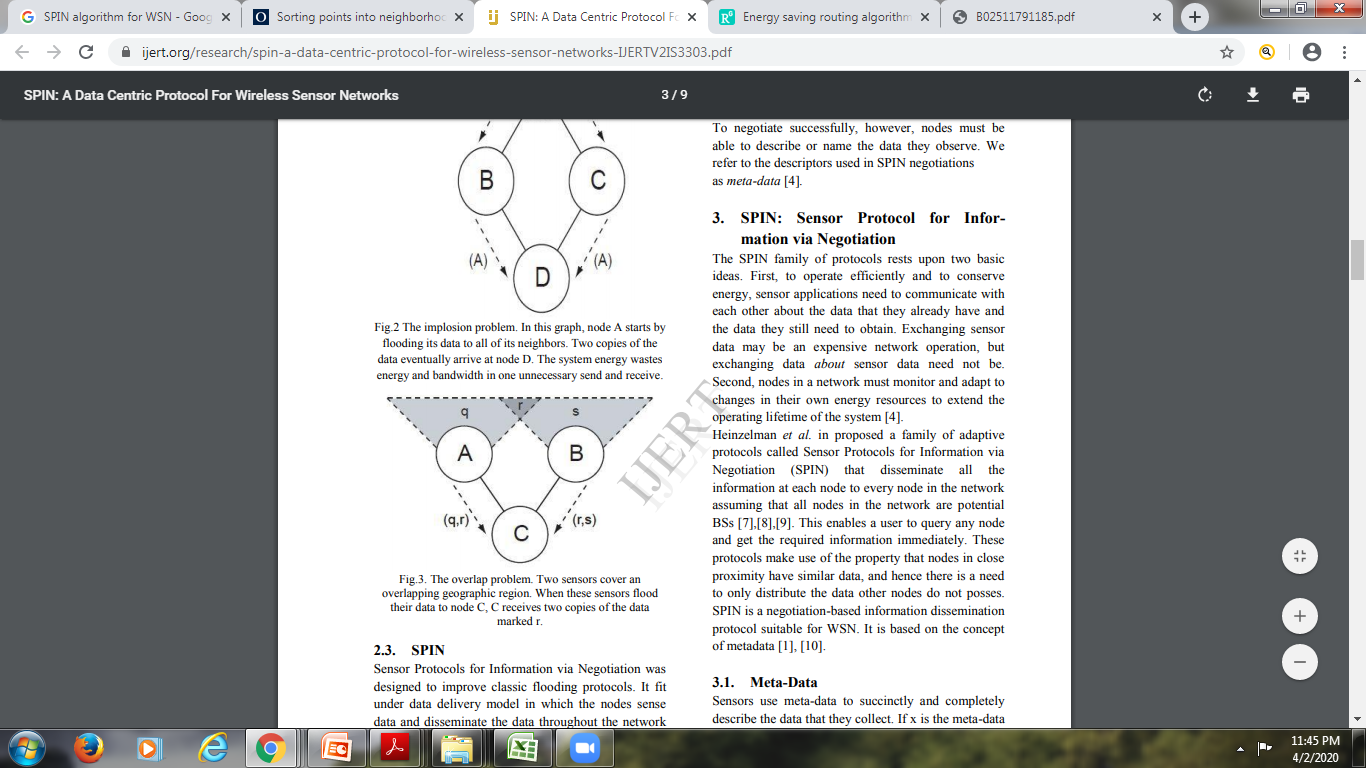 SPIN algorithm for WSN - Goog
Sorting points into neighborhoo
SPIN: A Data Centric Protocol Fo
Energy saving routing algorithm
B02511791185.pdf
ijert.org/research/spin-a-data-centric-protocol-for-wireless-sensor-networks-IJERTV2IS3303.pdf
SPIN: A Data Centric Protocol For Wireless Sensor Networks
3 / 9
B
C
(A)
(A)
D
Fig.2 The implosion problem. In this graph, node A starts by
flooding its data to all of its neighbors. Two copies of the
data eventually arrive at node D. The system energy wastes
energy and bandwidth in one unnecessary send and receive.
q
r
s
A
B
(q,r)
(r,s)
C
Fig.3. The overlap problem. Two sensors cover an
overlapping geographic region. When these sensors flood
their data to node C, C receives two copies of the data
marked r.
2.3. SPIN
Sensor Protocols for Information via Negotiation was
designed to improve classic flooding protocols. It fit
under data delivery model in which the nodes sense
data and disseminate the data throughout the network
To negotiate successfully, however, nodes must be
able to describe or name the data they observe. We
refer to the descriptors used in SPIN negotiations
as meta-data [4].
3. SPIN: Sensor Protocol for Infor-
mation via Negotiation
The SPIN family of protocols rests upon two basic
ideas. First, to operate efficiently and to conserve
energy, sensor applications need to communicate with
each other about the data that they already have and
the data they still need to obtain. Exchanging sensor
data may be an expensive network operation, but
exchanging data about sensor data need not be.
Second, nodes in a network must monitor and adapt to
changes in their own energy resources to extend the
operating lifetime of the system [4].
Heinzelman et al. in proposed a family of adaptive
protocols called Sensor Protocols for Information via
Negotiation (SPIN) that disseminate all the
information at each node to every node in the network
assuming that all nodes in the network are potential
BSs [7],[8],[9]. This enables a user to query any node
and get the required information immediately. These
protocols make use of the property that nodes in close
proximity have similar data, and hence there is a need
to only distribute the data other nodes do not posses.
SPIN is a negotiation-based information dissemination
protocol suitable for WSN. It is based on the concept
of metadata [1], [10].
3.1. Meta-Data
Sensors use meta-data to succinctly and completely
describe the data that they collect. If x is the meta-data
IJERT
11:45 PM
4/2/2020